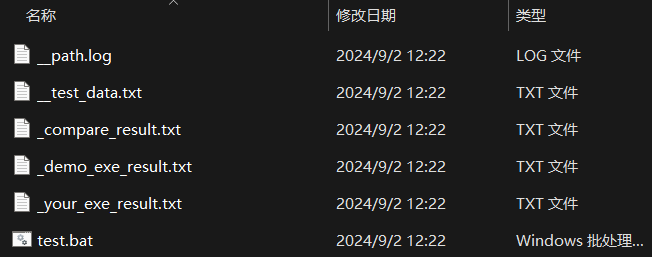 名称 修改日期 类型
__path.log 2024/9/2 12:22 LOG 文件
__test_data.txt 2024/9/2 12:22 TXT 文件
_compare_result.txt 2024/9/2 12:22 TXT 文件
_demo_exe_result.txt 2024/9/2 12:22 TXT 文件
_your_exe_result.txt 2024/9/2 12:22 TXT 文件
test.bat 2024/9/2 12:22 Windows 批处理...